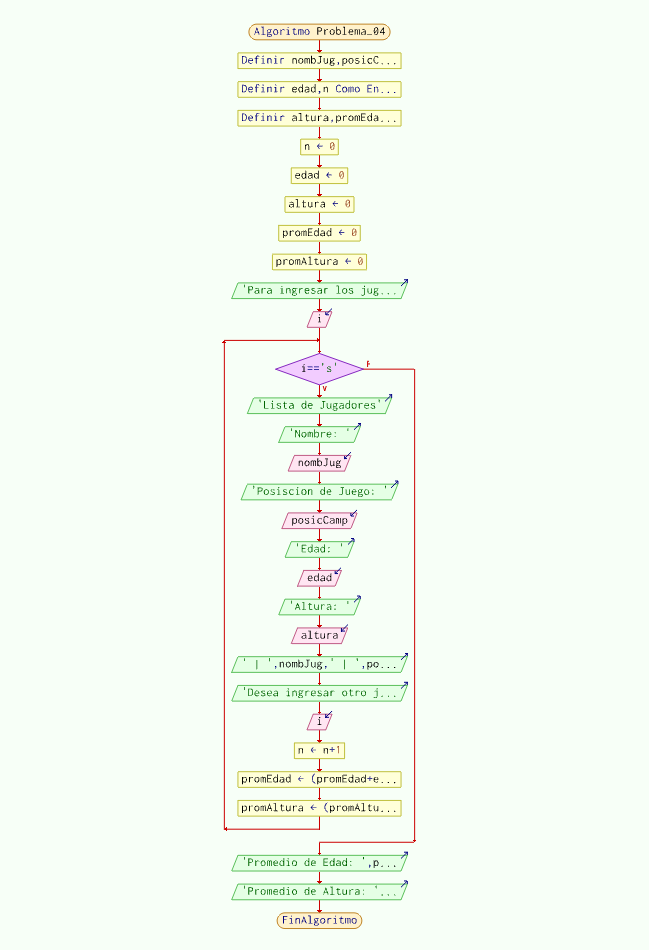 Algoritmo Problema_04
Definir nombJug,posicC...
Definir edad,n Como En...
Definir altura,promEda...
n ← 0
edad ← 0
altura ← 0
promEdad ← 0
promAltura ← 0
'Para ingresar los jug...
i
i=='s'
F
V
'Lista de Jugadores'
'Nombre: '
nombJug
'Posiscion de Juego: '
posicCamp
'Edad: '
edad
'Altura: '
altura
' | ',nombJug,' | ',po...
'Desea ingresar otro j...
i
n ← n+1
promEdad ← (promEdad+e...
promAltura ← (promAltu...
'Promedio de Edad: ',p...
'Promedio de Altura: '...
FinAlgoritmo